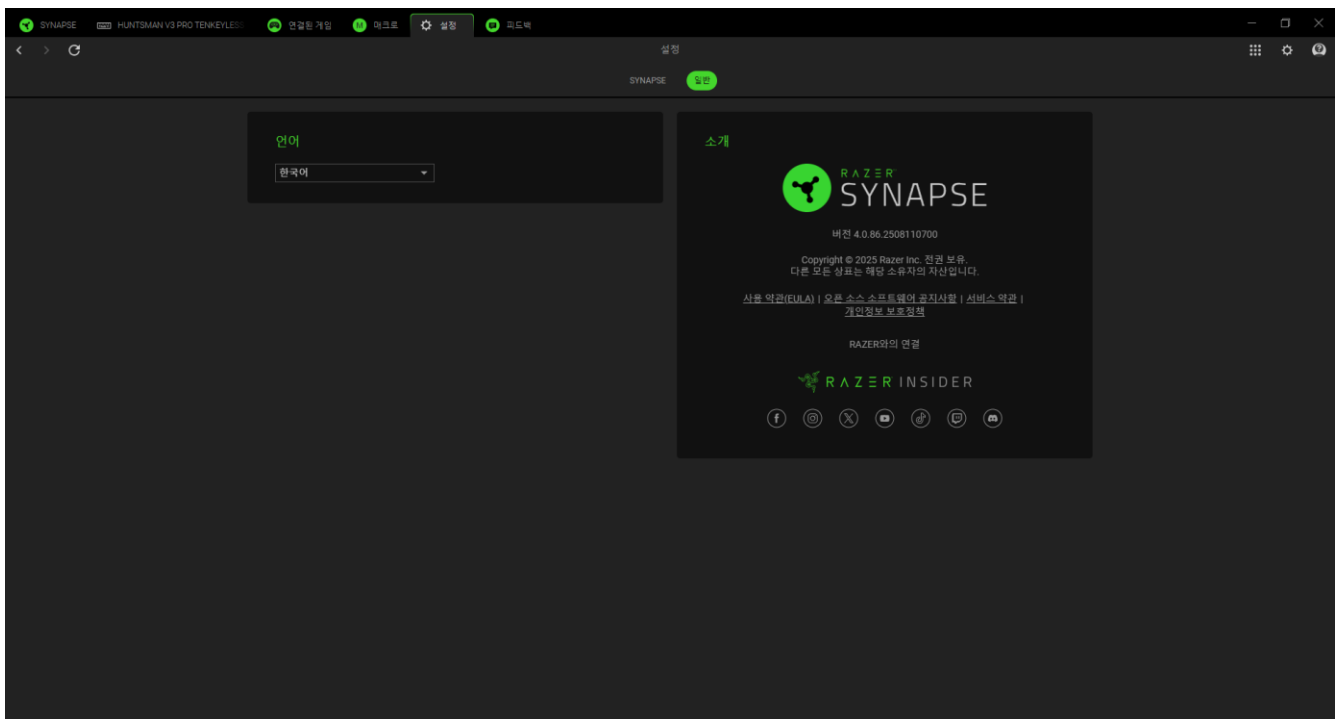 SYNAPSE
HUNTSMAN V3 PRO TENKEYLESS
연결된 게임
M 매크로
설정
피드백
설정
SYNAPSE
일반
언어
한국어
소개
RAZER
SYNAPSE
버전 4.0.86.2508110700
Copyright © 2025 Razer Inc. 전권 보유.
다른 모든 상표는 해당 소유자의 자산입니다.
사용 약관(EULA) | 오픈 소스 소프트웨어 공지사항 | 서비스 약관 |
개인정보 보호정책
RAZER와의 연결
RAZER INSIDER